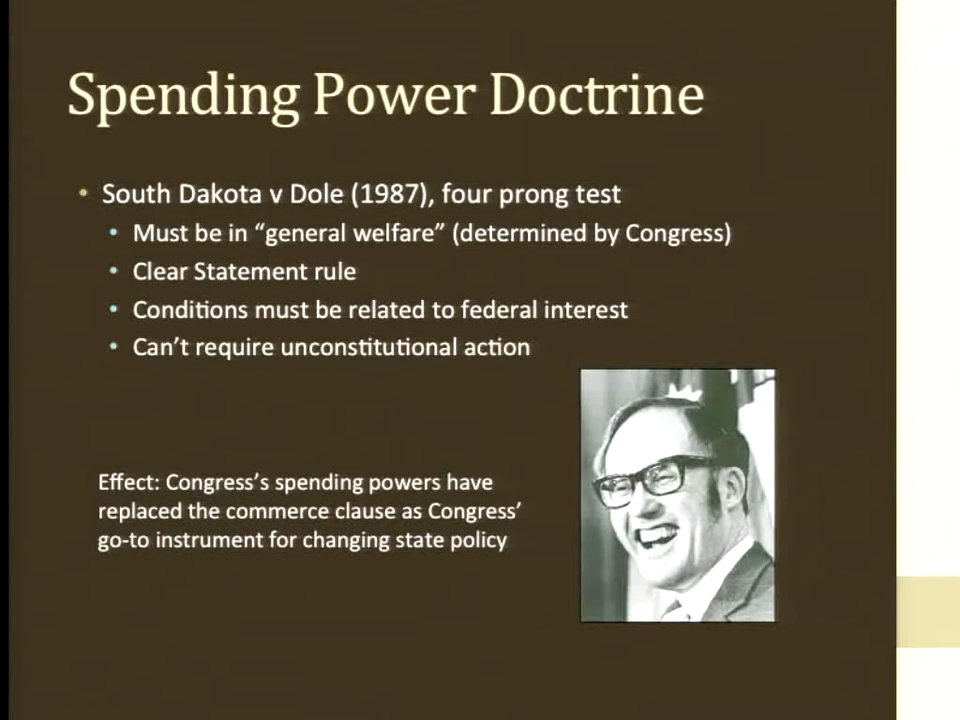 Spending Power Doctrine
• South Dakota v Dole (1987), four prong test
• Must be in “general welfare” (determined by Congress)
• Clear Statement rule
• Conditions must be related to federal interest
• Can’t require unconstitutional action
Effect: Congress’s spending powers have
replaced the commerce clause as Congress’
go-to instrument for changing state policy